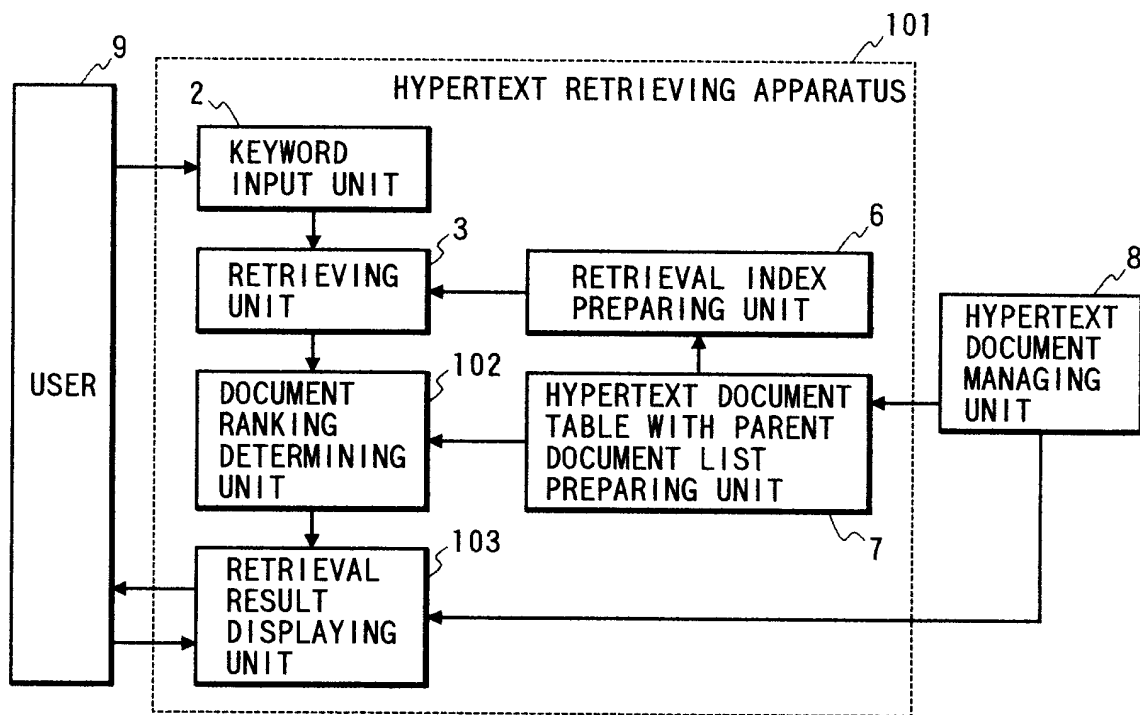 101
9
HYPERTEXT RETRIEVING APPARATUS
2
KEYWORD
INPUT UNIT
3
RETRIEVING
UNIT
6
RETRIEVAL INDEX
PREPARING UNIT
8
HYPERTEXT
DOCUMENT
MANAGING
UNIT
USER
102
DOCUMENT
RANKING
DETERMINING
UNIT
HYPERTEXT DOCUMENT
TABLE WITH PARENT
DOCUMENT LIST
PREPARING UNIT
7
103
RETRIEVAL
RESULT
DISPLAYING
UNIT